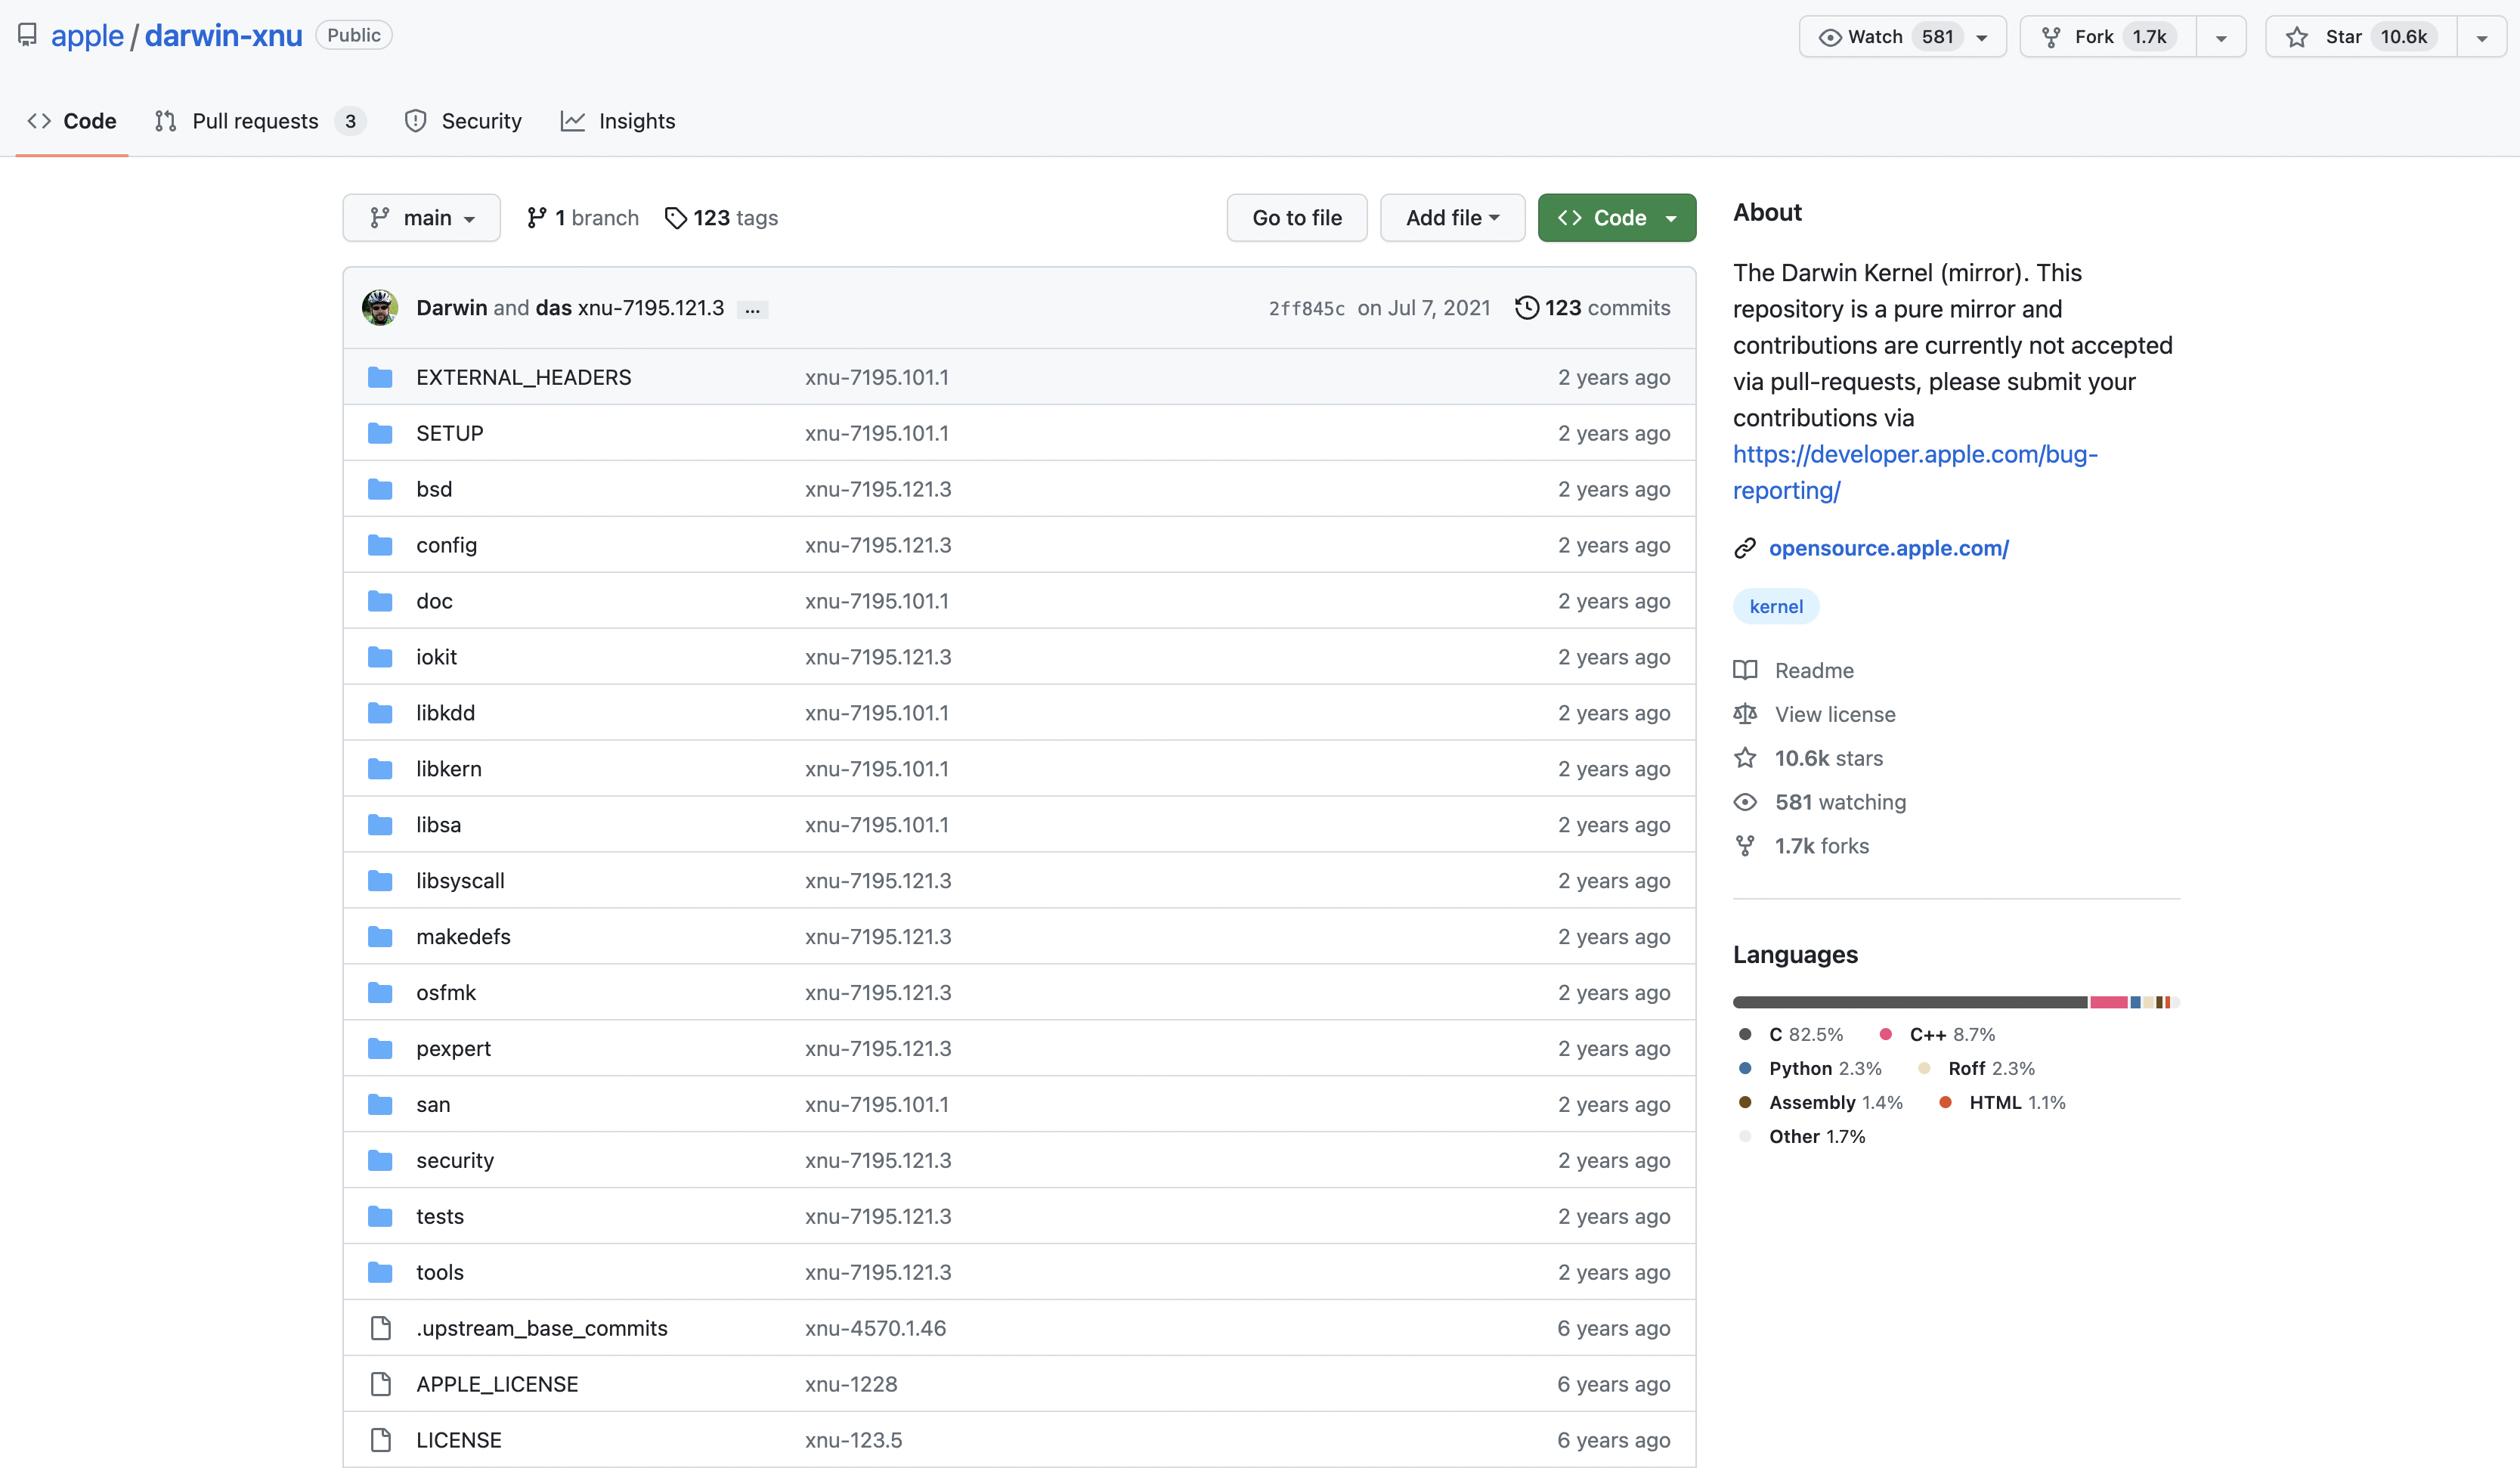 apple / darwin-xnu Public
Watch 581 Fork 1.7k Star 10.6k
Code Pull requests 3 Security Insights
main 1 branch 123 tags Go to file Add file Code
Darwin and das xnu-7195.121.3 ... 2ff845c on Jul 7, 2021 123 commits
EXTERNAL_HEADERS xnu-7195.101.1 2 years ago
SETUP xnu-7195.101.1 2 years ago
bsd xnu-7195.121.3 2 years ago
config xnu-7195.121.3 2 years ago
doc xnu-7195.101.1 2 years ago
iokit xnu-7195.121.3 2 years ago
libkdd xnu-7195.101.1 2 years ago
libkern xnu-7195.101.1 2 years ago
libsa xnu-7195.101.1 2 years ago
libsyscall xnu-7195.121.3 2 years ago
makedefs xnu-7195.121.3 2 years ago
osfmk xnu-7195.121.3 2 years ago
pexpert xnu-7195.121.3 2 years ago
san xnu-7195.101.1 2 years ago
security xnu-7195.121.3 2 years ago
tests xnu-7195.121.3 2 years ago
tools xnu-7195.121.3 2 years ago
.upstream_base_commits xnu-4570.1.46 6 years ago
APPLE_LICENSE xnu-1228 6 years ago
LICENSE xnu-123.5 6 years ago
About
The Darwin Kernel (mirror). This
repository is a pure mirror and
contributions are currently not accepted
via pull-requests, please submit your
contributions via
https://developer.apple.com/bug-
reporting/
opensource.apple.com/
kernel
Readme
View license
10.6k stars
581 watching
1.7k forks
Languages
C 82.5% C++ 8.7%
Python 2.3% Roff 2.3%
Assembly 1.4% HTML 1.1%
Other 1.7%